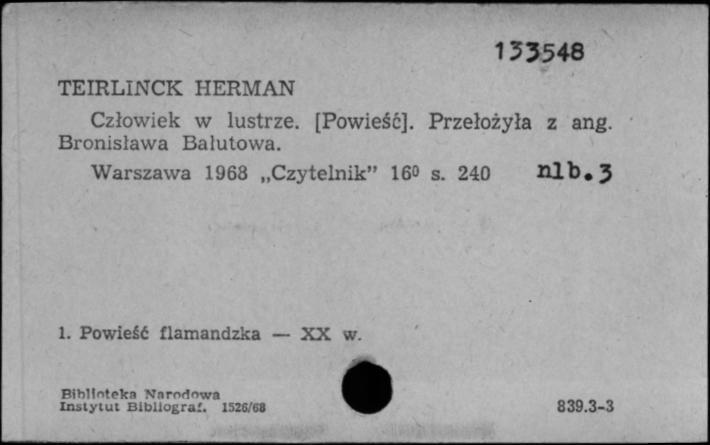 133548
TEIRLINCK HERMAN
Człowiek w lustrze. [Powieść]. Przełożyła z ang.
Bronisława Bałutowa.
Warszawa 1968 „Czytelnik” 16⁰ s. 240 nlb.3
1. Powieść flamandzka — XX w.
Biblioteka Narodowa
Instytut Bibliograf. 1526/68
839.3-3